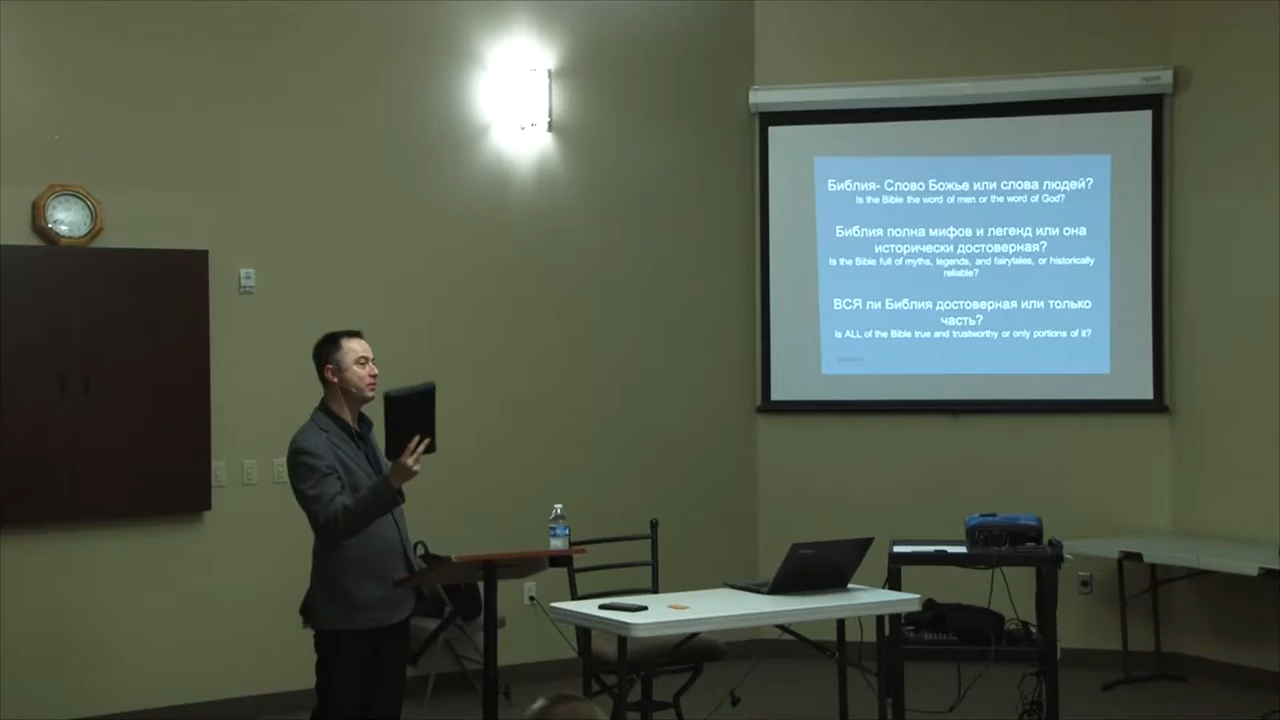 Библия- Слово Божье или слова людей?
Is the Bible the word of men or the word of God?
Библия полна мифов и легенд или она
исторически достоверная?
Is the Bible full of myths, legends, and fairytales, or historically
reliable?
ВСЯ ли Библия достоверная или только
часть?
Is ALL of the Bible true and trustworthy or only portions of it?